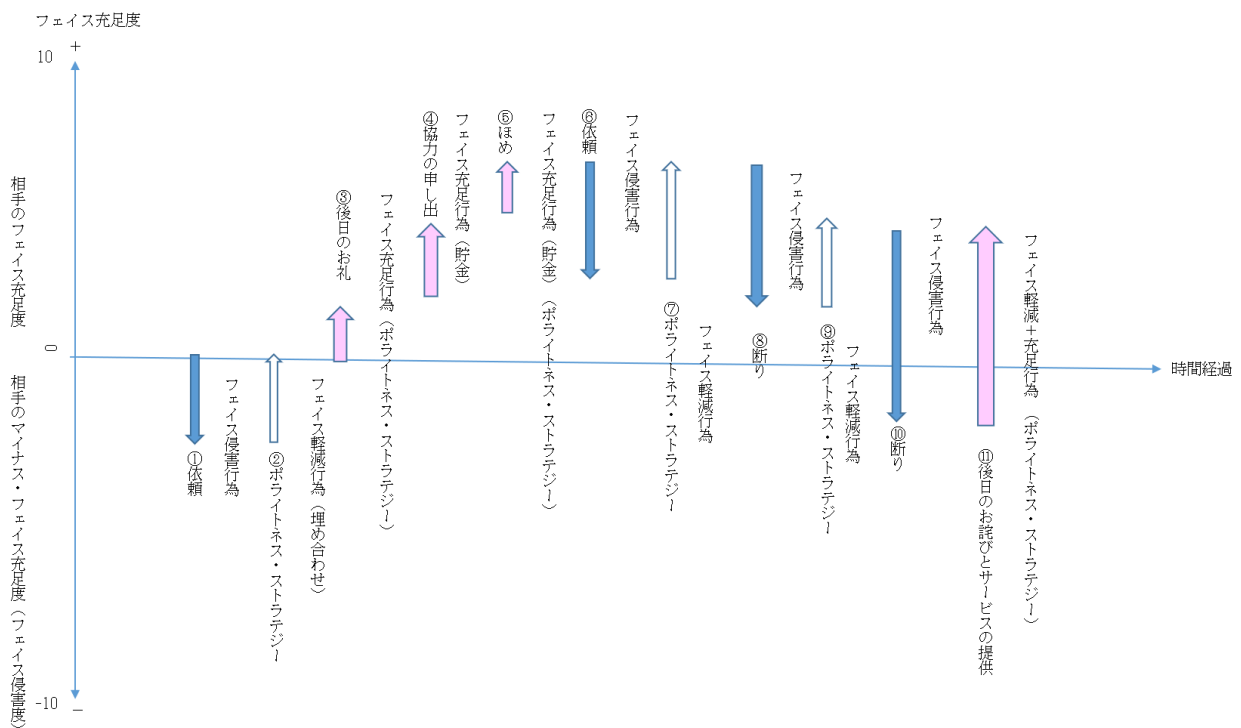 フェイス充足度
+
10
相手のフェイス充足度
0
相手のマイナス・フェイス充足度(フェイス侵害度)
-10
−
時間経過
①依頼
フェイス侵害行為
②ポライトネス・ストラテジー
フェイス軽減行為(埋め合わせ)
③後日のお礼
フェイス充足行為(ポライトネス・ストラテジー)
④協力の申し出
フェイス充足行為(貯金)
⑤ほめ
フェイス充足行為(貯金)(ポライトネス・ストラテジー)
⑥依頼
フェイス侵害行為
⑦ポライトネス・ストラテジー
フェイス軽減行為
⑧断り
フェイス侵害行為
⑨ポライトネス・ストラテジー
フェイス軽減行為
⑩断り
フェイス侵害行為
⑪後日のお詫びとサービスの提供
フェイス軽減+充足行為(ポライトネス・ストラテジー)